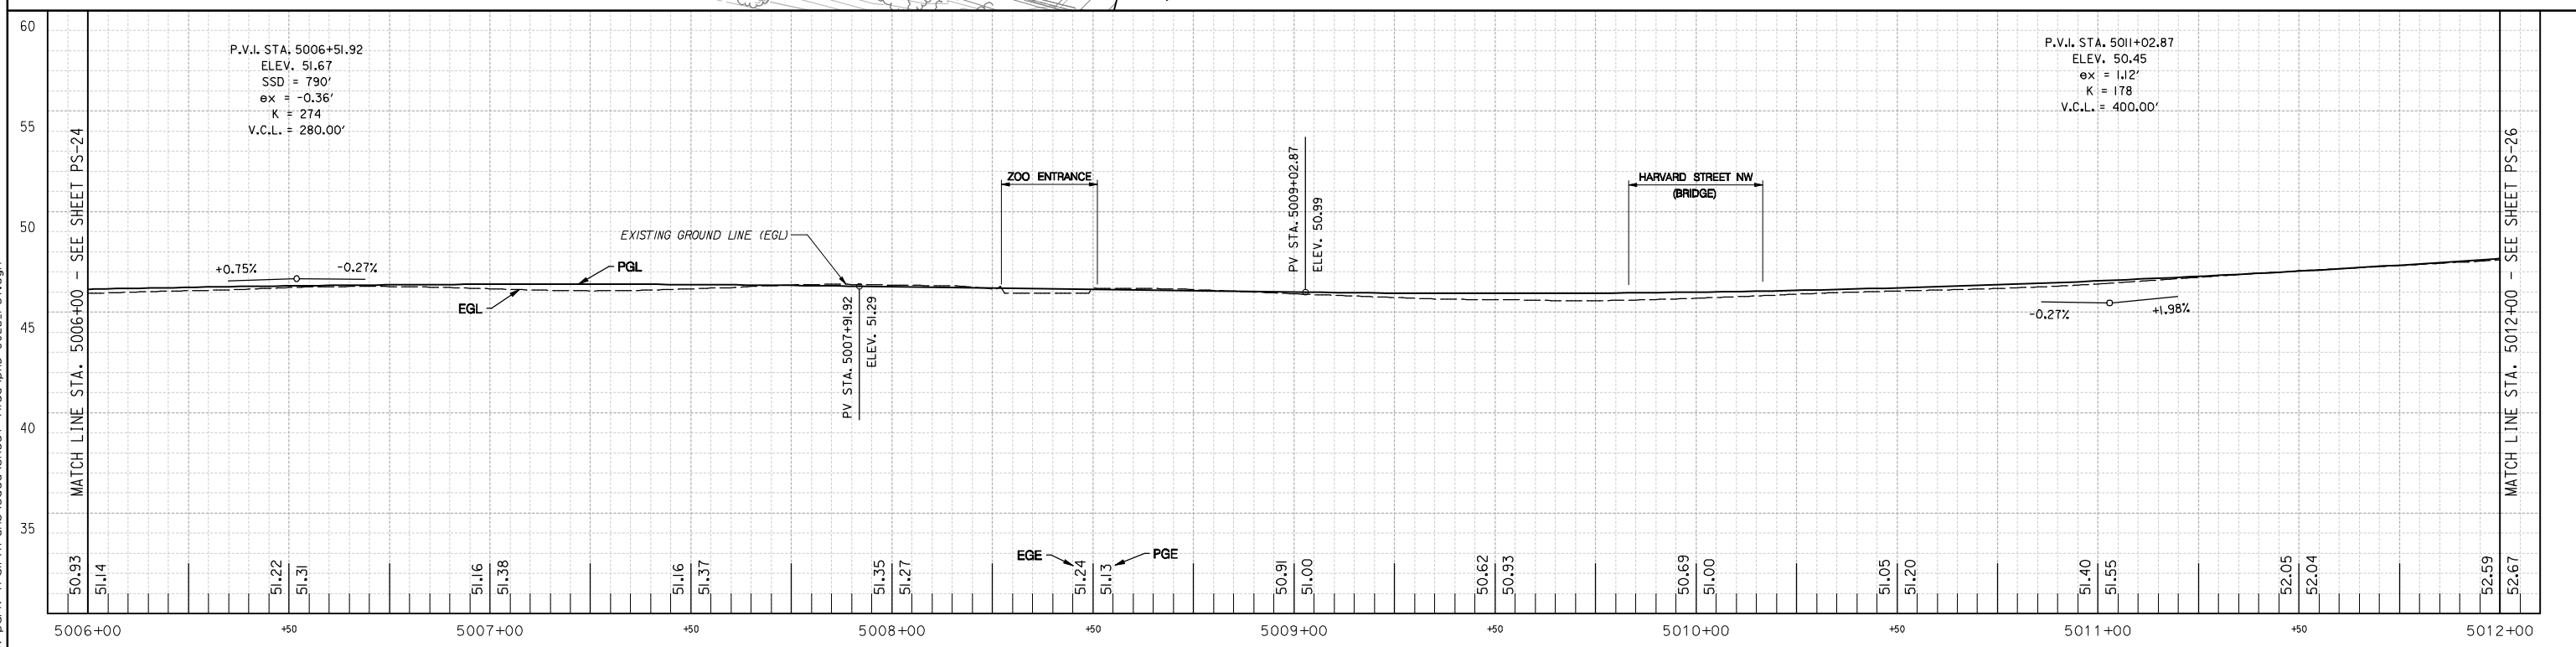 60
55
50
45
40
35
P.V.I. STA. 5006+51.92
ELEV. 51.67
SSD = 790'
ex = -0.36'
K = 274
V.C.L. = 280.00'
P.V.I. STA. 5011+02.87
ELEV. 50.45
ex = 1.12'
K = 178
V.C.L. = 400.00'
MATCH LINE STA. 5006+00 - SEE SHEET PS-24
+0.75%
-0.27%
EXISTING GROUND LINE (EGL)
PGL
EGL
PV STA. 5007+91.92
ELEV. 51.29
ZOO ENTRANCE
PV STA. 5009+02.87
ELEV. 50.99
HARVARD STREET NW
(BRIDGE)
-0.27%
+1.98%
MATCH LINE STA. 5012+00 - SEE SHEET PS-26
EGE
PGE
50.93 51.14
51.22 51.31
51.16 51.38
51.16 51.37
51.35 51.27
51.24 51.13
50.91 51.00
50.62 50.93
50.69 51.00
51.05 51.20
51.40 51.55
52.05 52.04
52.59 52.67
5006+00 +50 5007+00 +50 5008+00 +50 5009+00 +50 5010+00 +50 5011+00 +50 5012+00